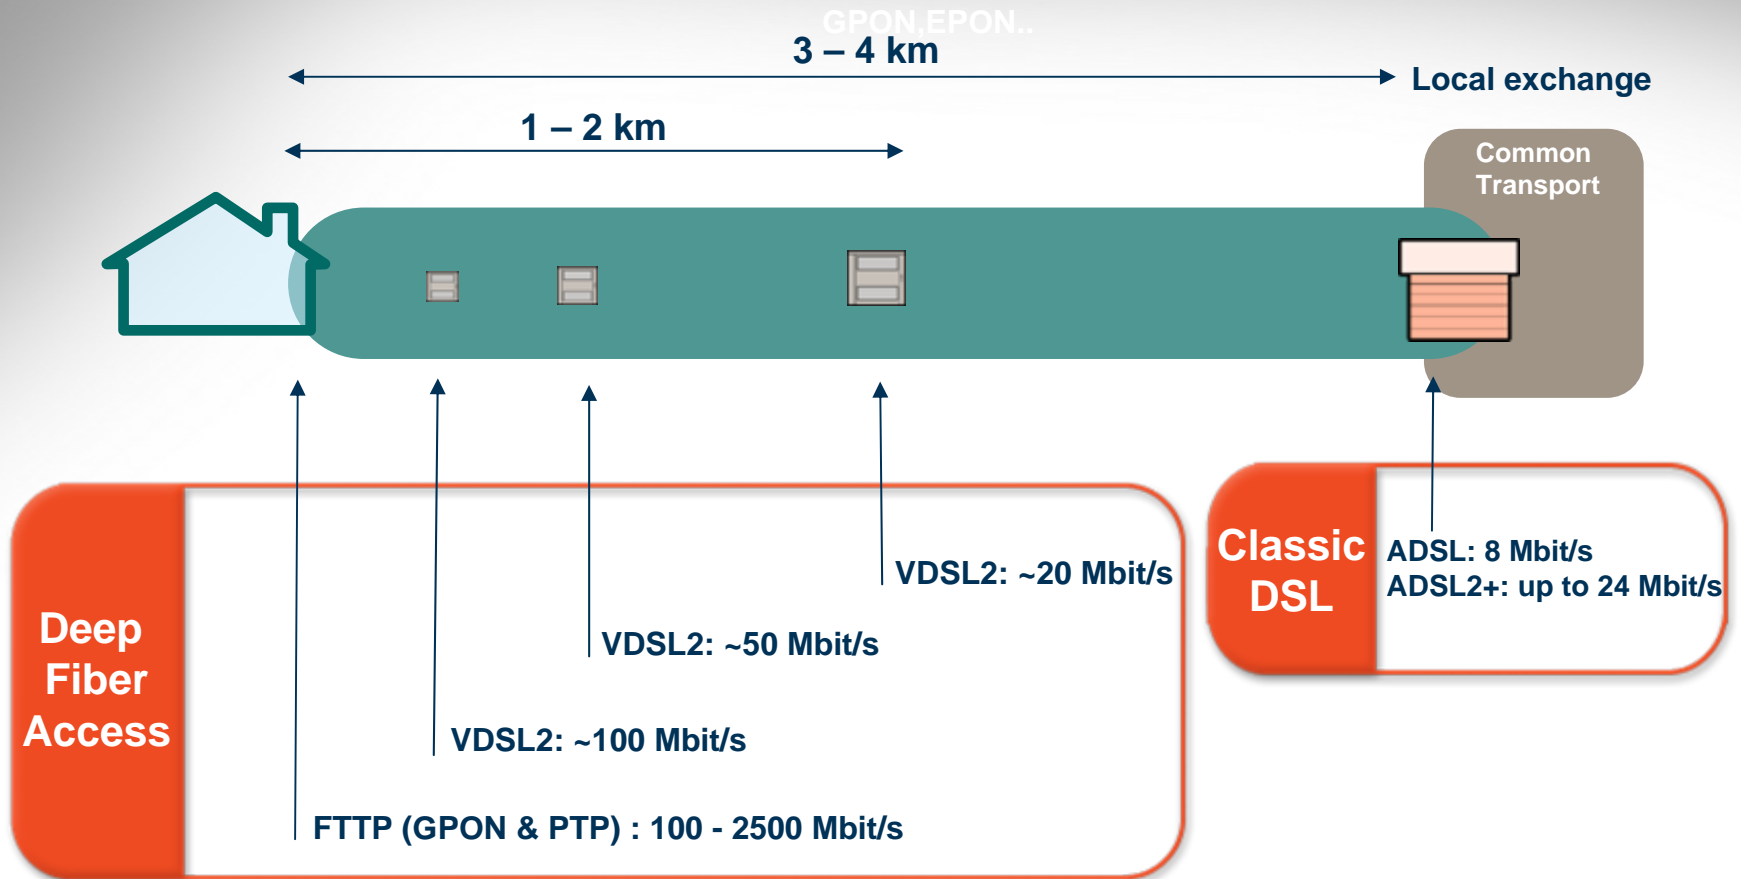 GPON,EPON..
3 – 4 km
Local exchange
1 – 2 km
Common
Transport
VDSL2: ~20 Mbit/s
Classic
DSL
ADSL: 8 Mbit/s
ADSL2+: up to 24 Mbit/s
Deep
Fiber
Access
VDSL2: ~50 Mbit/s
VDSL2: ~100 Mbit/s
FTTP (GPON & PTP) : 100 - 2500 Mbit/s